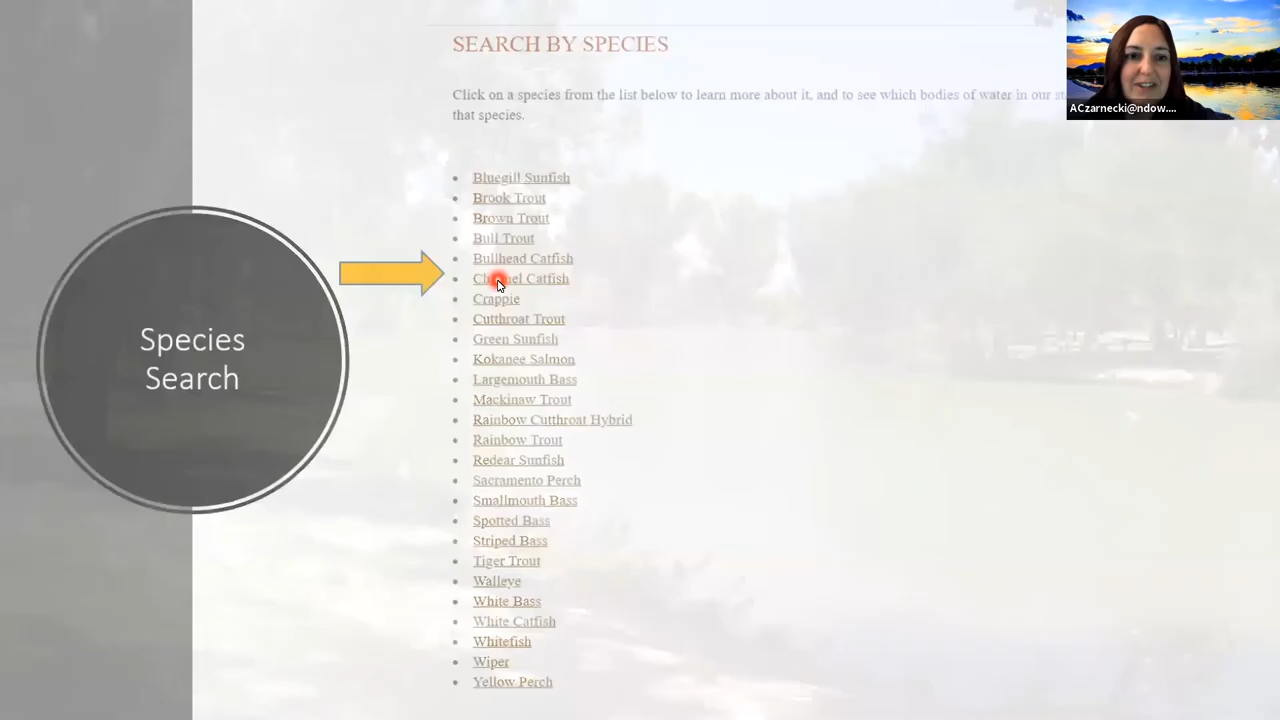 SEARCH BY SPECIES
Click on a species from the list below to learn more about it, and to see which bodies of water in our
that species.
Bluegill Sunfish
Brook Trout
Brown Trout
Bull Trout
Bullhead Catfish
Channel Catfish
Crappie
Cutthroat Trout
Green Sunfish
Kokanee Salmon
Largemouth Bass
Mackinaw Trout
Rainbow Cutthroat Hybrid
Rainbow Trout
Redear Sunfish
Sacramento Perch
Smallmouth Bass
Spotted Bass
Striped Bass
Tiger Trout
Walleye
White Bass
White Catfish
Whitefish
Wiper
Yellow Perch
Species
Search
ACzarnecki@ndow....